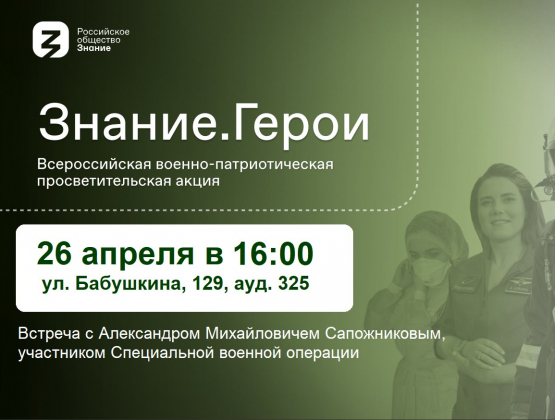 Российское
общество
Знание
Знание.Герои
Всероссийская военно-патриотическая
просветительская акция
26 апреля в 16:00
ул. Бабушкина, 129, ауд. 325
Встреча с Александром Михайловичем Сапожниковым,
участником Специальной военной операции